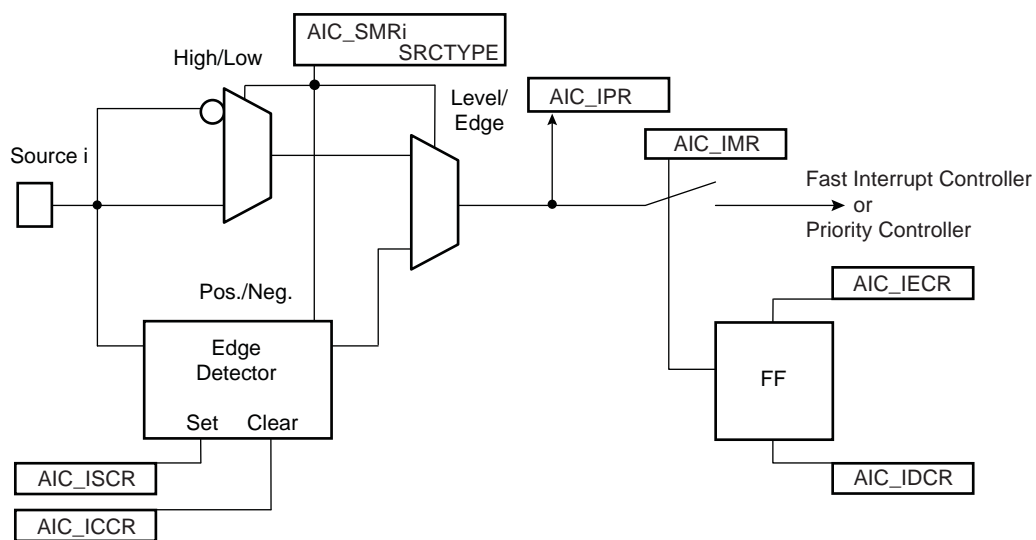 AIC_SMRi
SRCTYPE
High/Low
Level/
Edge
AIC_IPR
AIC_IMR
Source i
Fast Interrupt Controller
or
Priority Controller
Pos./Neg.
AIC_IECR
Edge
Detector
FF
Set Clear
AIC_ISCR
AIC_IDCR
AIC_ICCR